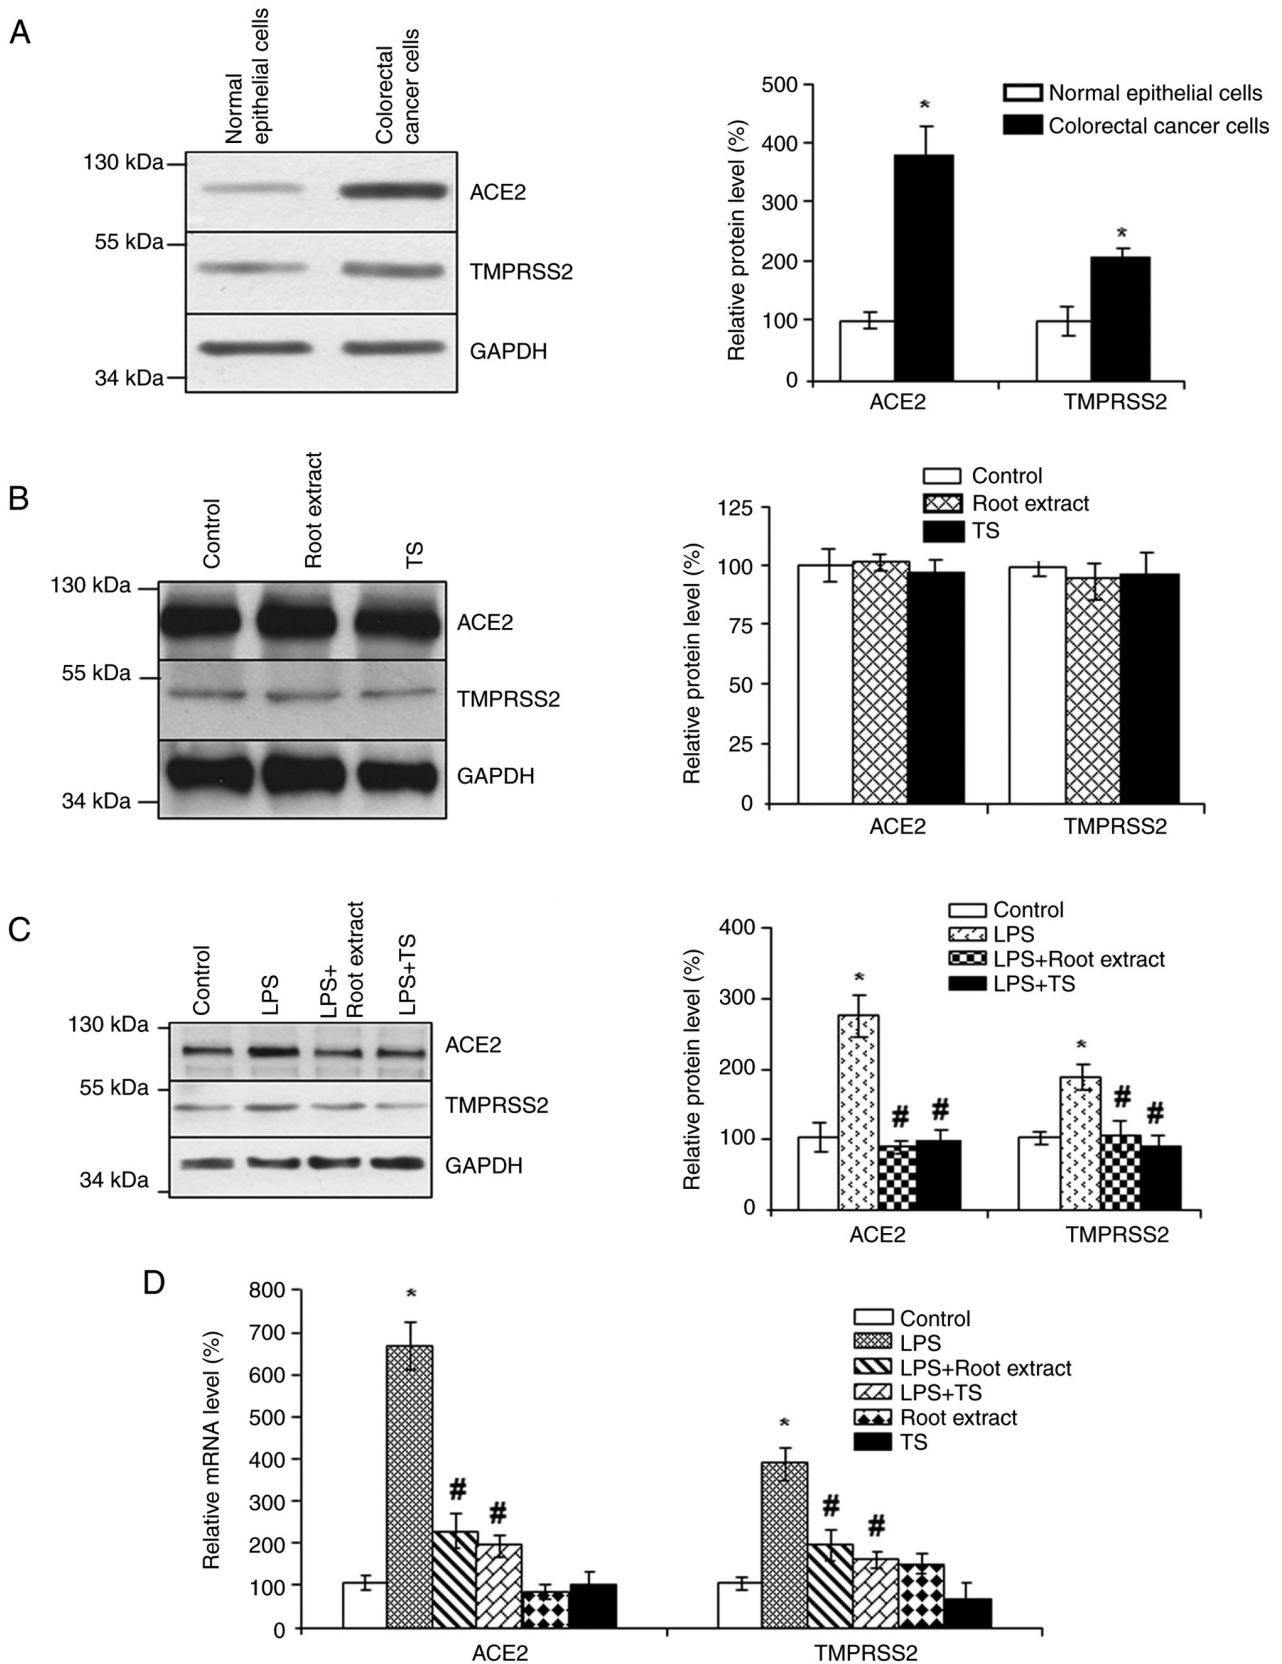 A
Normal
epithelial cells
Colorectal
cancer cells
130 kDa
55 kDa
34 kDa
ACE2
TMPRSS2
GAPDH
Relative protein level (%)
500
400
300
200
100
0
*
*
ACE2
TMPRSS2
Normal epithelial cells
Colorectal cancer cells
B
Control
Root extract
TS
130 kDa
55 kDa
34 kDa
ACE2
TMPRSS2
GAPDH
Relative protein level (%)
125
100
75
50
25
0
ACE2
TMPRSS2
Control
Root extract
TS
C
Control
LPS
LPS+
Root extract
LPS+TS
130 kDa
55 kDa
34 kDa
ACE2
TMPRSS2
GAPDH
Relative protein level (%)
400
300
200
100
0
*
#
#
*
#
#
ACE2
TMPRSS2
Control
LPS
LPS+Root extract
LPS+TS
D
Relative mRNA level (%)
800
700
600
500
400
300
200
100
0
*
#
#
*
#
#
ACE2
TMPRSS2
Control
LPS
LPS+Root extract
LPS+TS
Root extract
TS